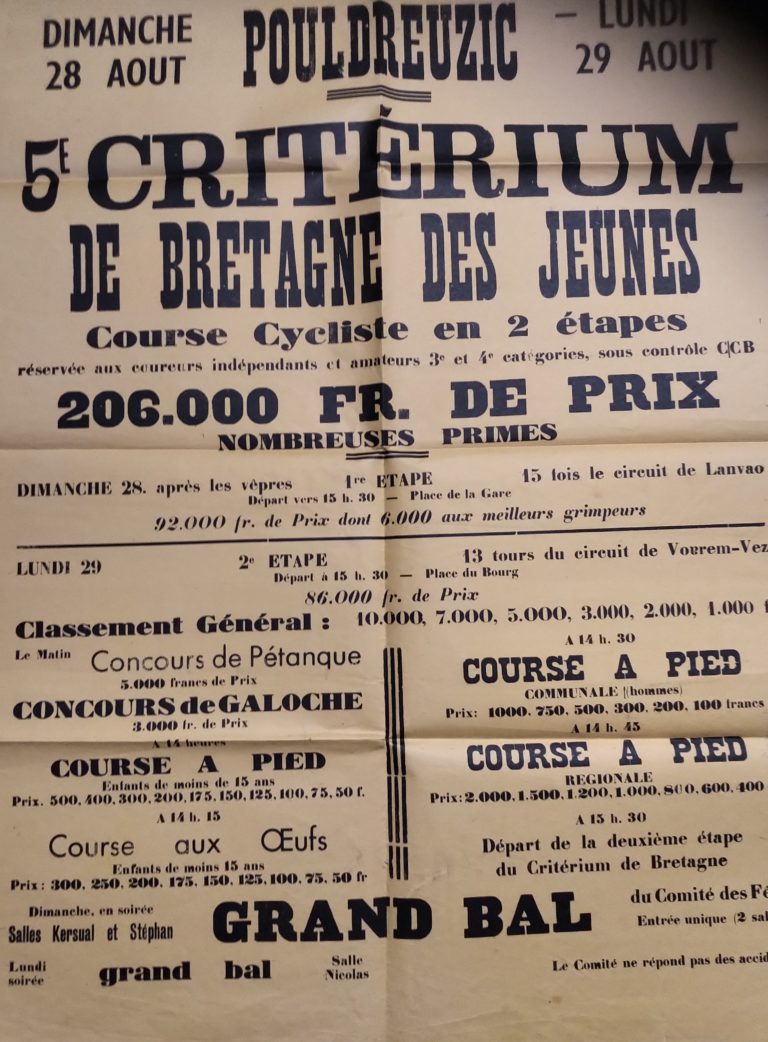 DIMANCHE 28 AOUT POULDREUZIC – LUNDI 29 AOUT
5E CRITÉRIUM
DE BRETAGNE DES JEUNES
Course Cycliste en 2 étapes
réservée aux coureurs indépendants et amateurs 3e et 4e catégories, sous contrôle CCB
206.000 FR. DE PRIX
NOMBREUSES PRIMES
DIMANCHE 28. après les vêpres 1re ETAPE 15 fois le circuit de Lanvao
Départ vers 15 h. 30 — Place de la Gare
92.000 fr. de Prix dont 6.000 aux meilleurs grimpeurs
LUNDI 29 2e ETAPE 13 tours du circuit de Vourem-Vez
Départ à 15 h. 30 — Place du Bourg
86.000 fr. de Prix
Classement Général : 10.000, 7.000, 5.000, 3.000, 2.000, 1.000 f
Le Matin Concours de Pétanque
5.000 francs de Prix
CONCOURS de GALOCHE
3.000 fr. de Prix
A 14 heures
COURSE A PIED
Enfants de moins de 15 ans
Prix. 500, 400, 300, 200, 175, 150, 125, 100, 75, 50 f.
A 14 h. 15
Course aux Œufs
Enfants de moins 15 ans
Prix : 300, 250, 200, 175, 150, 125, 100, 75, 50 fr
A 14 h. 30
COURSE A PIED
COMMUNALE (hommes)
Prix: 1000, 750, 500, 300, 200, 100 francs
A 14 h. 45
COURSE A PIED
REGIONALE
Prix: 2.000, 1.500, 1.200, 1.000, 800, 600, 400
A 15 h. 30
Départ de la deuxième étape
du Critérium de Bretagne
Dimanche, en soirée
Salles Kersual et Stéphan
GRAND BAL
du Comité des Fê
Entrée unique (2 sal
Lundi soirée grand bal Salle Nicolas
Le Comité ne répond pas des accid